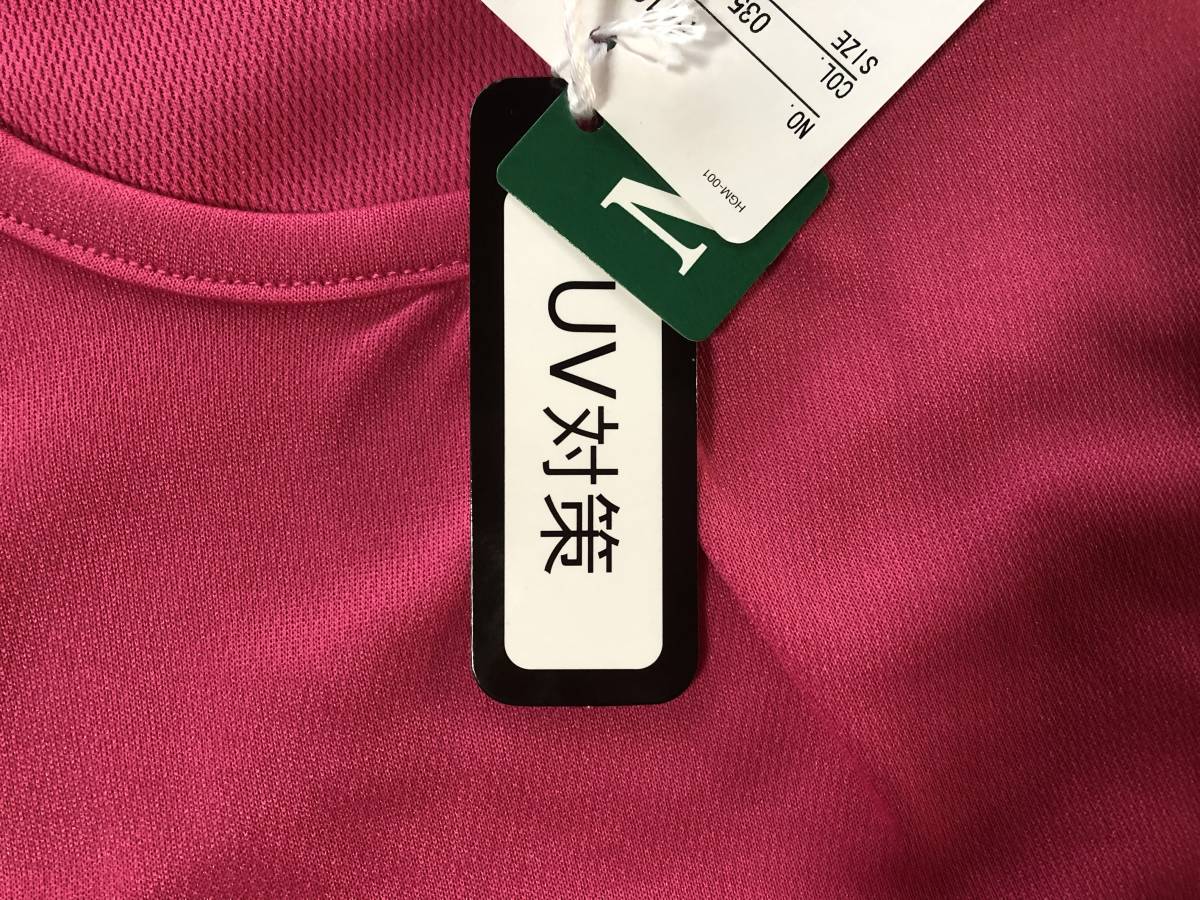 NO.
COL. 035
SIZE
HGM-001
M
UV対策